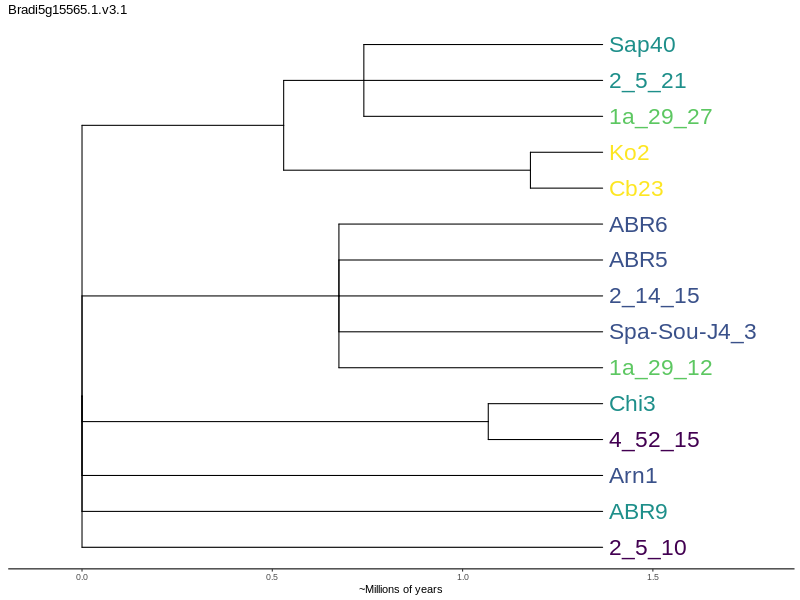 Bradi5g15565.1.v3.1
Sap40
2_5_21
1a_29_27
Ko2
Cb23
ABR6
ABR5
2_14_15
Spa-Sou-J4_3
1a_29_12
Chi3
4_52_15
Arn1
ABR9
2_5_10
0.0 0.5 1.0 1.5
~Millions of years